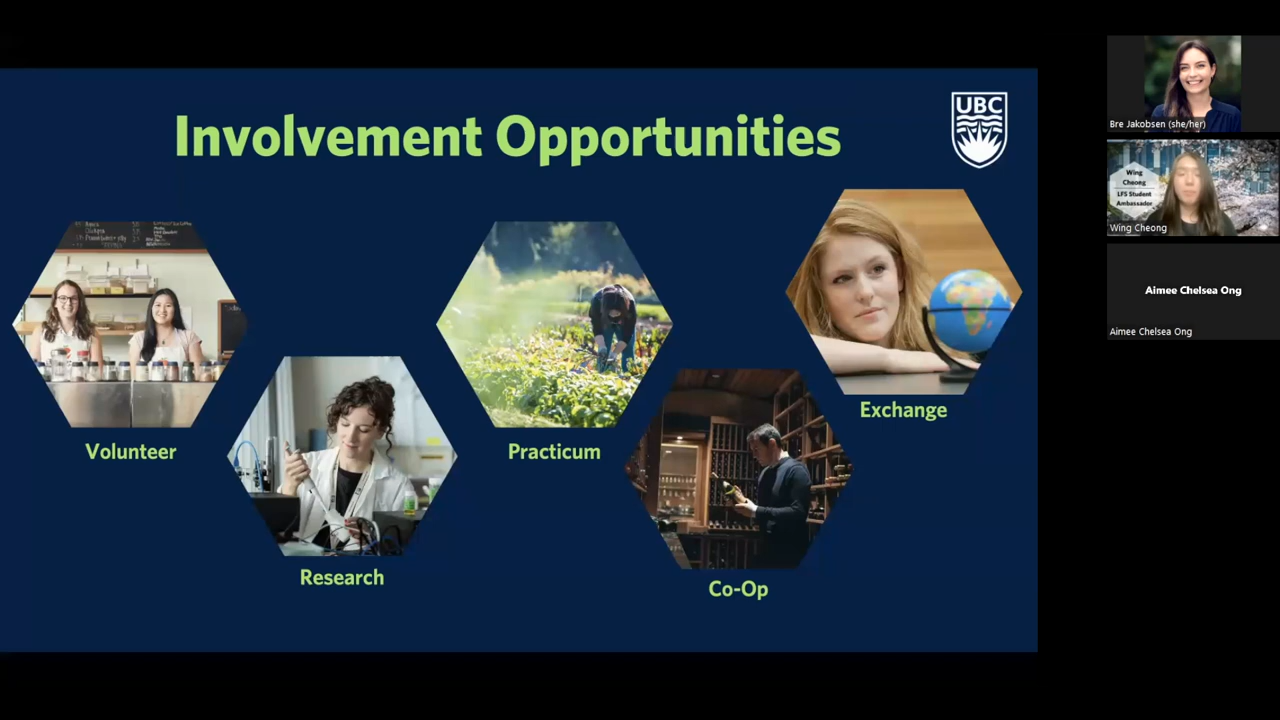 Involvement Opportunities
UBC
Volunteer
Research
Practicum
Co-Op
Exchange
Bre Jakobsen (she/her)
Wing
Cheong
LFS Student
Ambassador
Wing Cheong
Aimee Chelsea Ong
Aimee Chelsea Ong